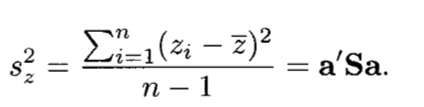 s_z^2 = \frac{\sum_{i=1}^{n}(z_i - \overline{z})^2}{n - 1} = \mathbf{a}'\mathbf{S}\mathbf{a}.